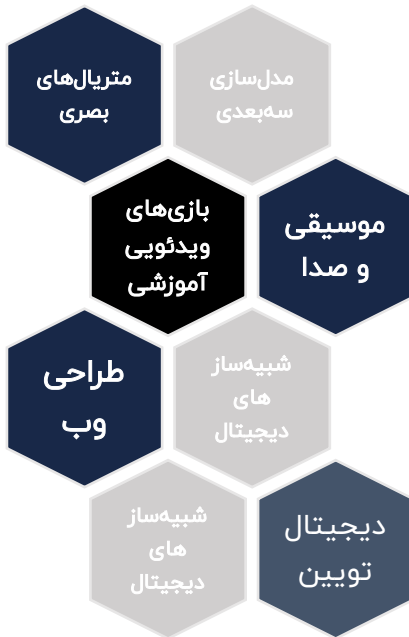 مدل‌سازی
سه‌بعدی
متریال‌های
بصری
موسیقی
و صدا
بازی‌های
ویدئویی
آموزشی
شبیه‌ساز
های
دیجیتال
طراحی
وب
دیجیتال
تویین
شبیه‌ساز
های
دیجیتال